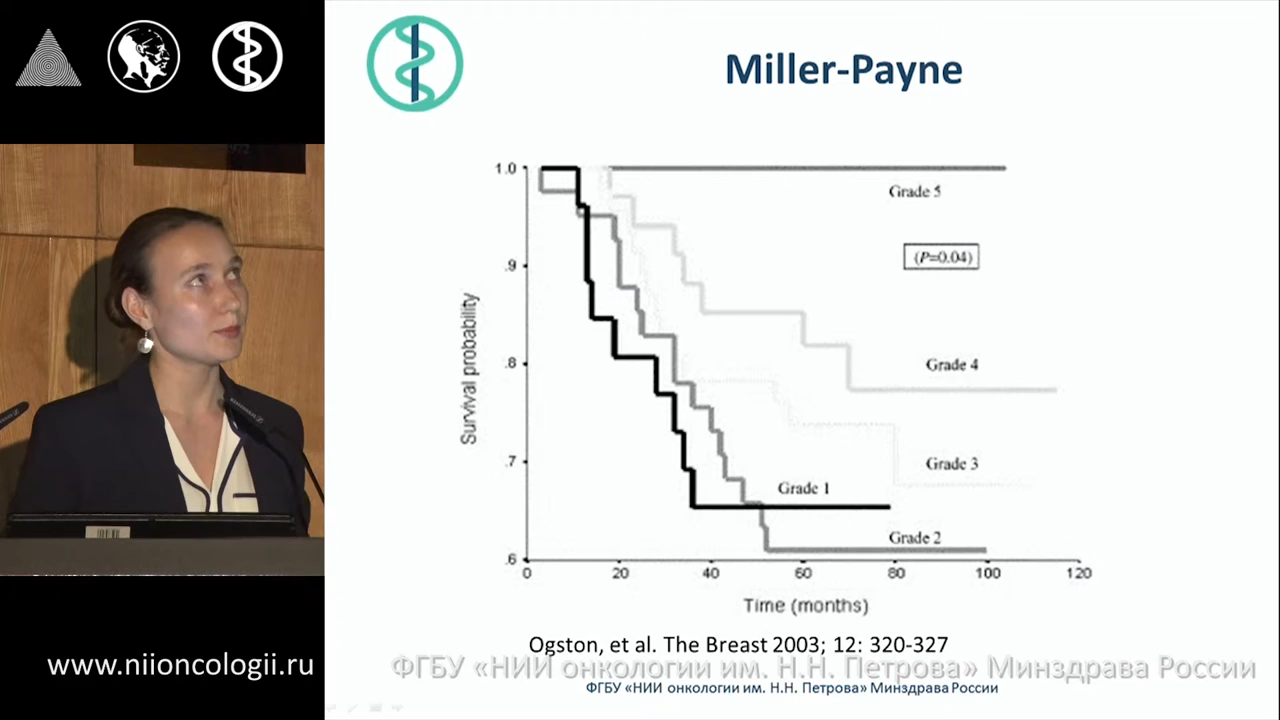 Miller-Payne
1.0
.9
.8
.7
.6
Survival probability
Grade 5
(P=0.04)
Grade 4
Grade 3
Grade 1
Grade 2
0 20 40 60 80 100 120
Time (months)
Ogston, et al. The Breast 2003; 12: 320-327
www.niioncologii.ru
ФГБУ «НИИ онкологии им. Н.Н. Петрова» Минздрава России
ФГБУ «НИИ онкологии им. Н.Н. Петрова» Минздрава России